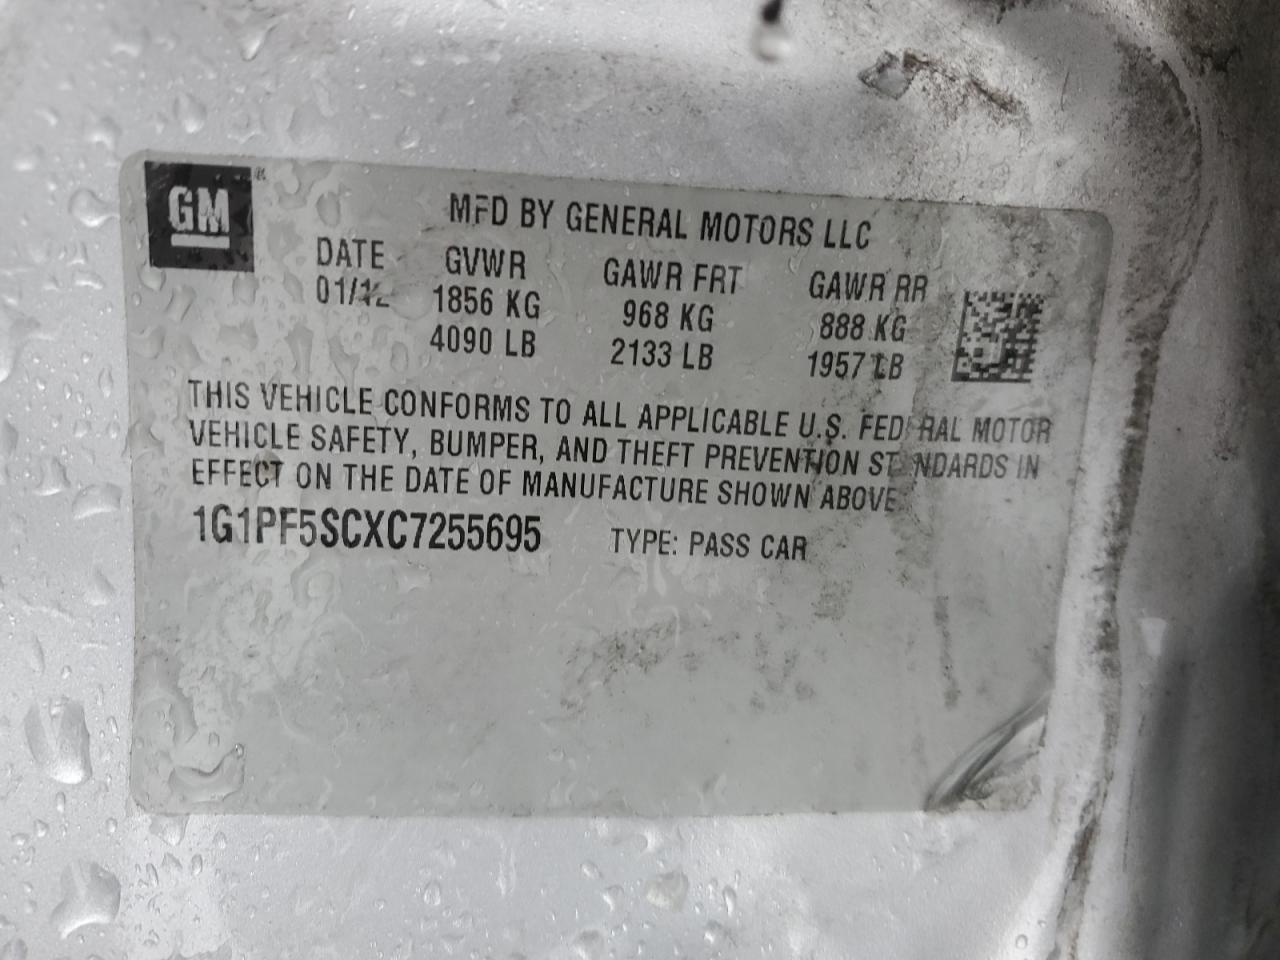 GM®
MFD BY GENERAL MOTORS LLC
DATE GVWR GAWR FRT GAWR RR
01/12 1856 KG 968 KG 888 KG
4090 LB 2133 LB 1957 LB
THIS VEHICLE CONFORMS TO ALL APPLICABLE U.S. FEDERAL MOTOR
VEHICLE SAFETY, BUMPER, AND THEFT PREVENTION STANDARDS IN
EFFECT ON THE DATE OF MANUFACTURE SHOWN ABOVE.
1G1PF5SCXC7255695 TYPE: PASS CAR